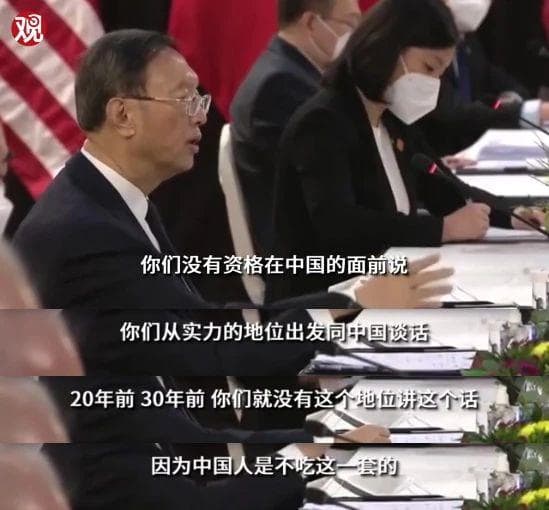 观
你们没有资格在中国的面前说
你们从实力的地位出发同中国谈话
20年前 30年前 你们就没有这个地位讲这个话
因为中国人是不吃这一套的